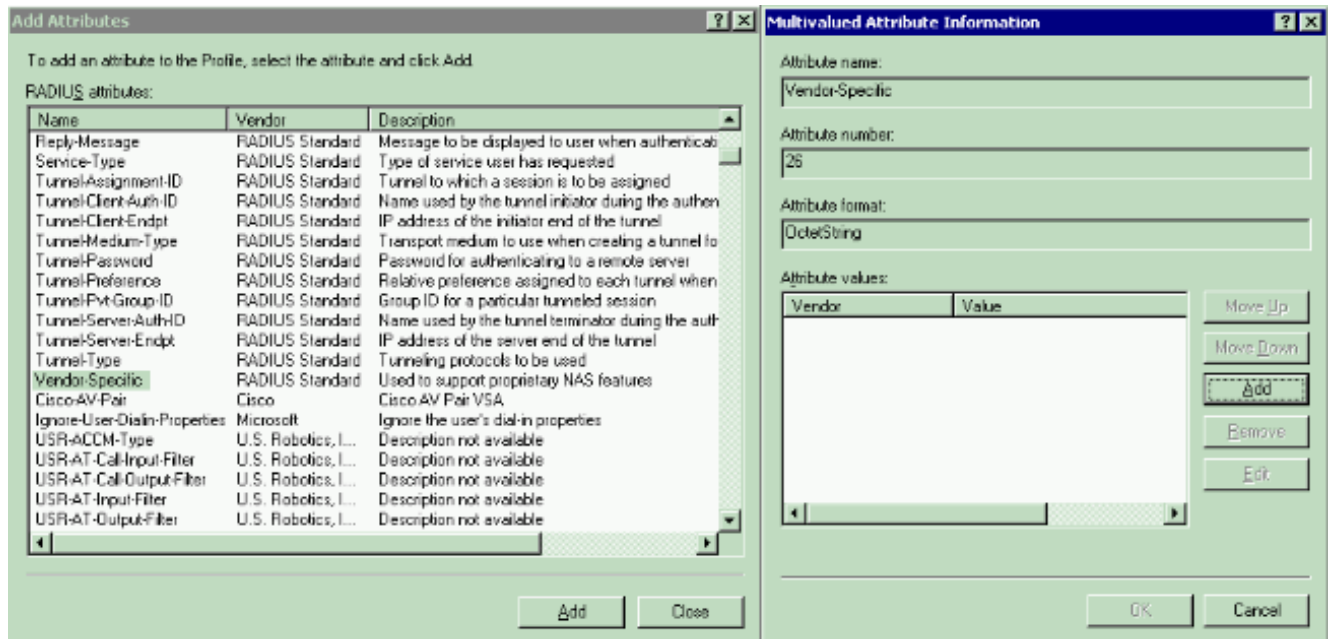 Add Attributes
To add an attribute to the Profile, select the attribute and click Add.
RADIUS attributes:
Name Vendor Description
Reply-Message RADIUS Standard Message to be displayed to user when authenticati
Service-Type RADIUS Standard Type of service user has requested
Tunnel-Assignment-ID RADIUS Standard Tunnel to which a session is to be assigned
Tunnel-Client-Auth-ID RADIUS Standard Name used by the tunnel initiator during the authen
Tunnel-Client-Endpt RADIUS Standard IP address of the initiator end of the tunnel
Tunnel-Medium-Type RADIUS Standard Transport medium to use when creating a tunnel fo
Tunnel-Password RADIUS Standard Password for authenticating to a remote server
Tunnel-Preference RADIUS Standard Relative preference assigned to each tunnel when
Tunnel-Pvt-Group-ID RADIUS Standard Group ID for a particular tunneled session
Tunnel-Server-Auth-ID RADIUS Standard Name used by the tunnel terminator during the auth
Tunnel-Server-Endpt RADIUS Standard IP address of the server end of the tunnel
Tunnel-Type RADIUS Standard Tunneling protocols to be used
Vendor-Specific RADIUS Standard Used to support proprietary NAS features
Cisco-AV-Pair Cisco Cisco AV Pair VSA
Ignore-User-Dialin-Properties Microsoft Ignore the user's dial-in properties
USR-ACCM-Type U.S. Robotics, I... Description not available
USR-AT-Call-Input-Filter U.S. Robotics, I... Description not available
USR-AT-Call-Output-Filter U.S. Robotics, I... Description not available
USR-AT-Input-Filter U.S. Robotics, I... Description not available
USR-AT-Output-Filter U.S. Robotics, I... Description not available
Add Close
Multivalued Attribute Information
Attribute name:
Vendor-Specific
Attribute number:
26
Attribute format:
OctetString
Attribute values:
Vendor Value
Move Up
Move Down
Add
Remove
Edit
OK Cancel